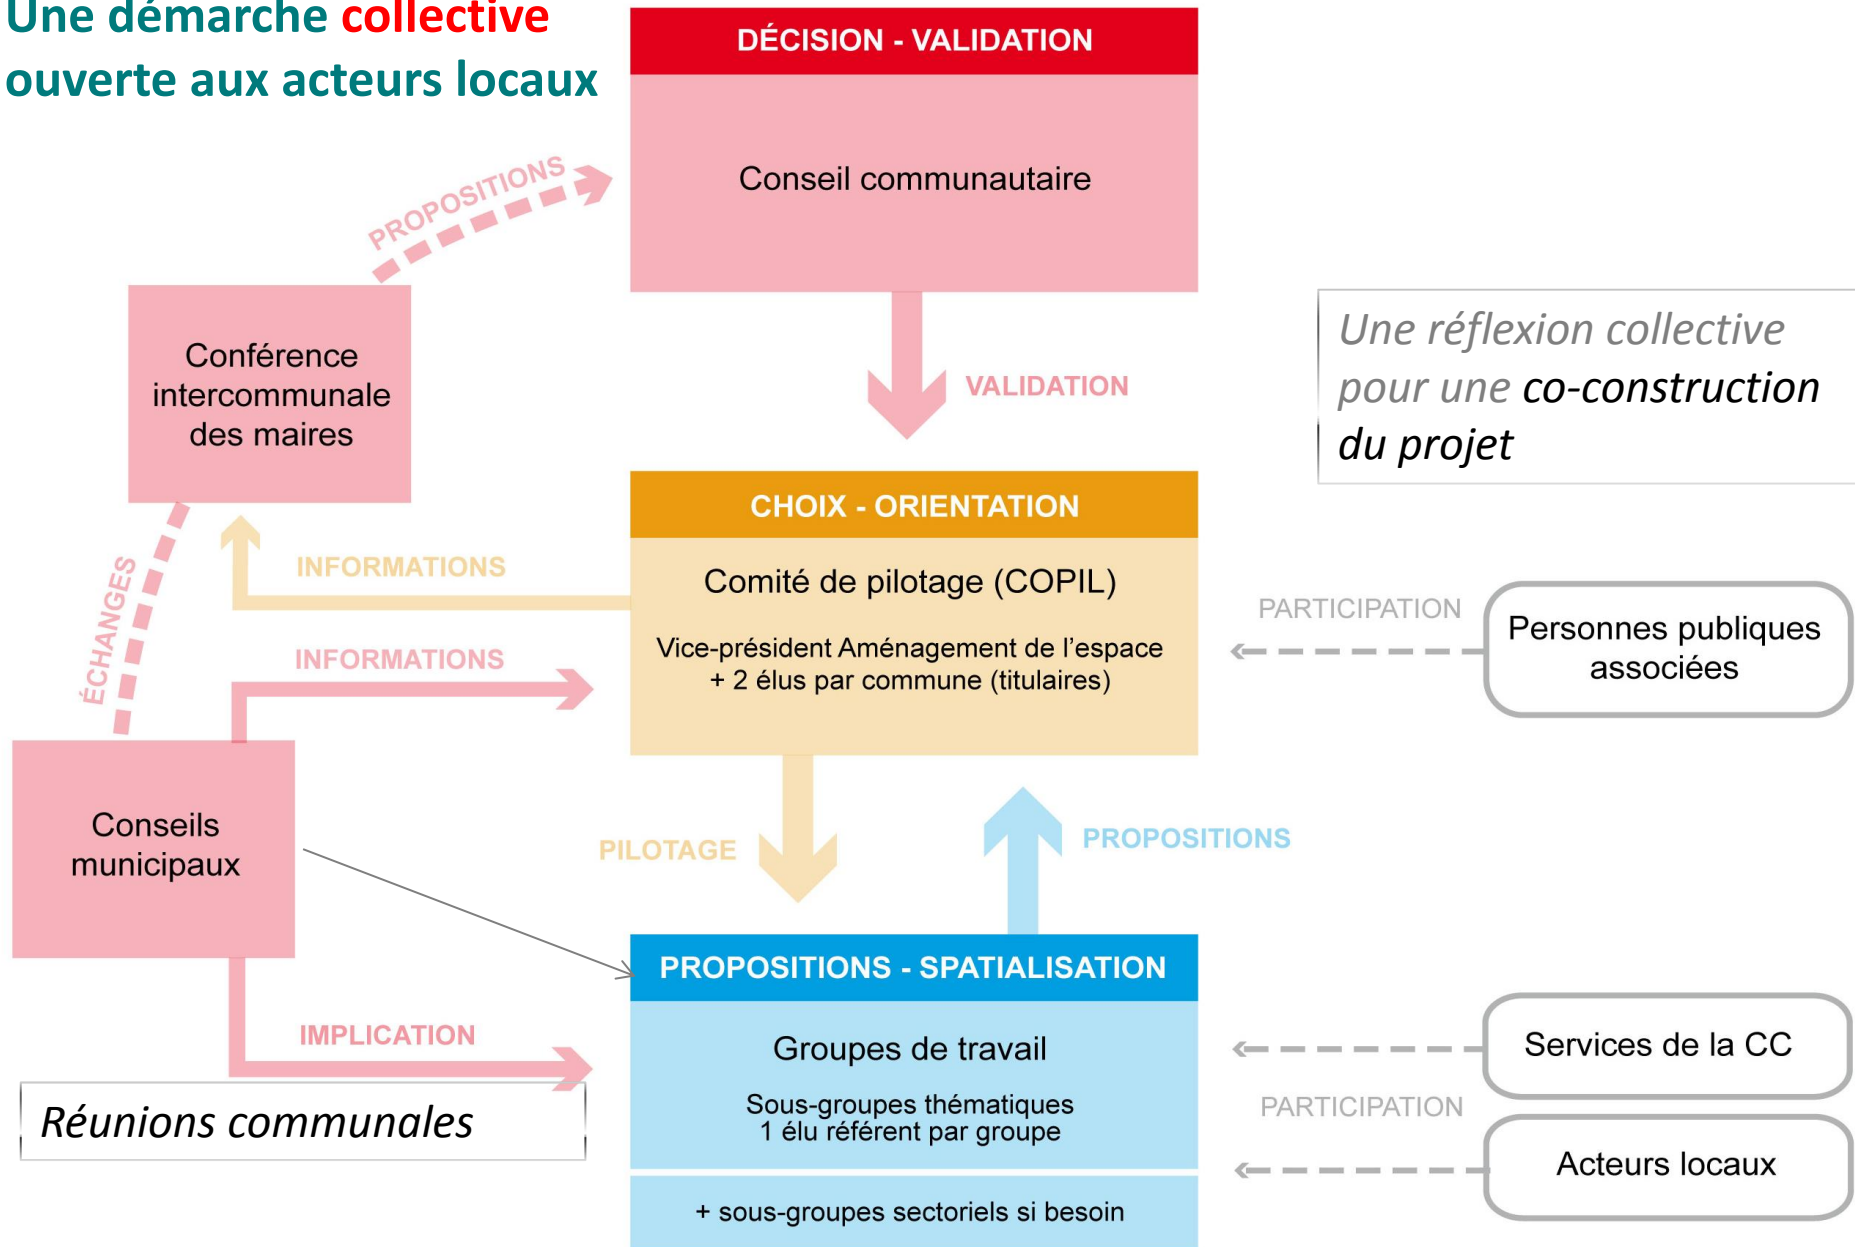 Une démarche collective
ouverte aux acteurs locaux
DÉCISION - VALIDATION
Conseil communautaire
PROPOSITIONS
Conférence
intercommunale
des maires
VALIDATION
Une réflexion collective
pour une co-construction
du projet
CHOIX - ORIENTATION
Comité de pilotage (COPIL)
Vice-président Aménagement de l’espace
+ 2 élus par commune (titulaires)
INFORMATIONS
INFORMATIONS
ÉCHANGES
PARTICIPATION
Personnes publiques
associées
Conseils
municipaux
PILOTAGE
PROPOSITIONS
PROPOSITIONS - SPATIALISATION
Groupes de travail
Sous-groupes thématiques
1 élu référent par groupe
+ sous-groupes sectoriels si besoin
IMPLICATION
Réunions communales
Services de la CC
PARTICIPATION
Acteurs locaux